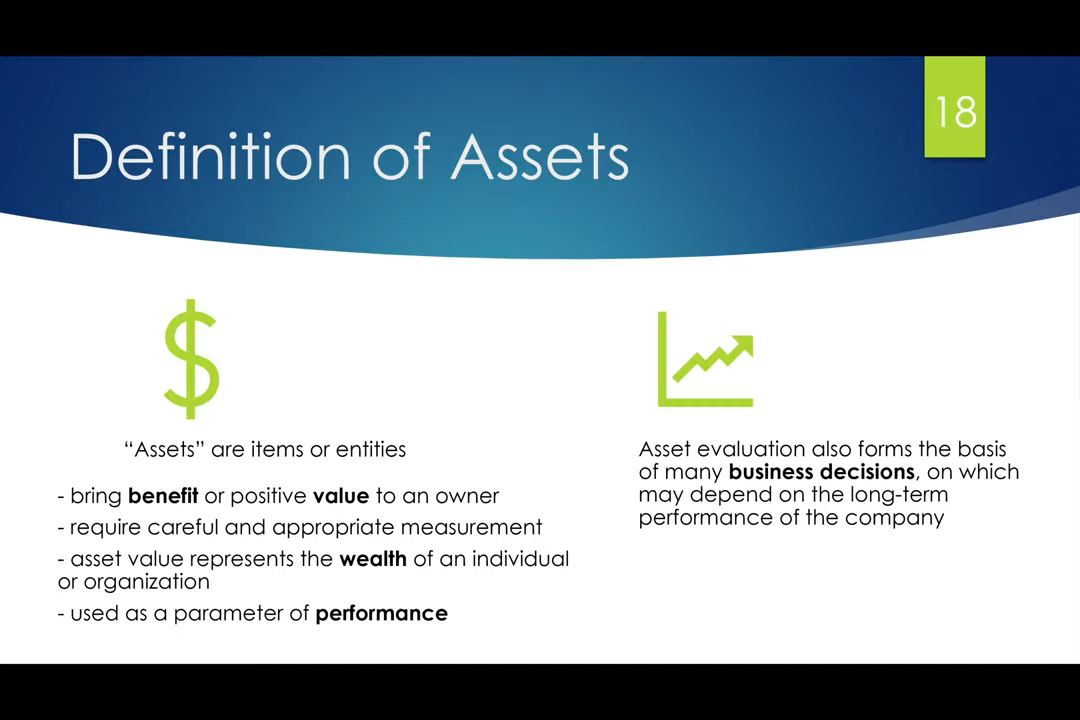 18
Definition of Assets
“Assets” are items or entities
- bring benefit or positive value to an owner
- require careful and appropriate measurement
- asset value represents the wealth of an individual
or organization
- used as a parameter of performance
Asset evaluation also forms the basis
of many business decisions, on which
may depend on the long-term
performance of the company